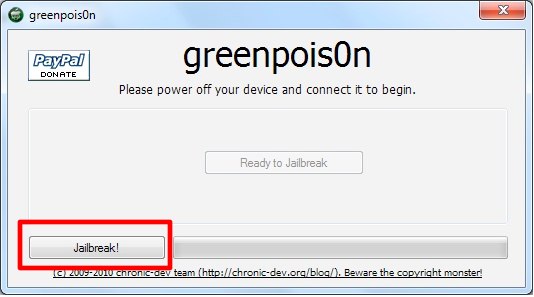 PayPal
DONATE
greenpois0n
Please power off your device and connect it to begin.
Ready to Jailbreak
Jailbreak!
(c) 2009-2010 chronic-dev team (http://chronic-dev.org/blog/). Beware the copyright monster!